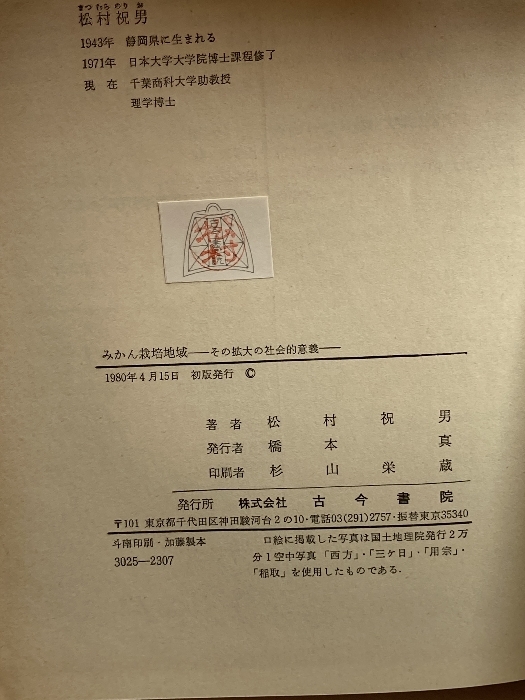 まつ むら のり お
松村祝男
1943年 静岡県に生まれる
1971年 日本大学大学院博士課程修了
現 在 千葉商科大学助教授
理学博士
みかん栽培地域――その拡大の社会的意義――
1980年4月15日 初版発行 ©
著 者 松 村 祝 男
発行者 橋 本 真
印刷者 杉 山 栄 蔵
発行所 株式会社 古 今 書 院
〒101 東京都千代田区神田駿河台2の10・電話03(291)2757・振替東京35340
斗南印刷・加藤製本
3025―2307
口絵に掲載した写真は国土地理院発行2万
分1空中写真「西方」・「三ケ日」・「用宗」・
「稲取」を使用したものである.